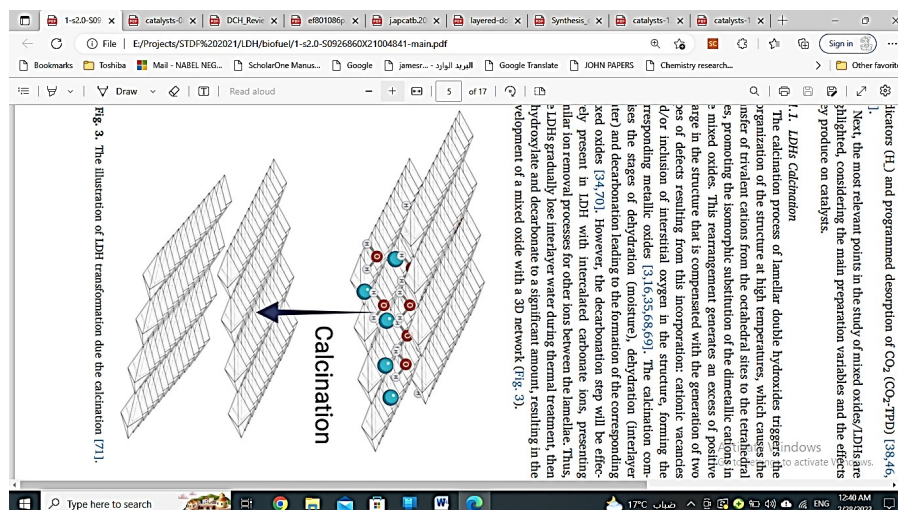 1-s2.0-S09
catalysts-0
DCH_Revie
ef801086p
j.apcatb.20
layered-do
Synthesis_
catalysts-1
catalysts-1
File | E:/Projects/STDF%202021/LDH/biofuel/1-s2.0-S0926860X21004841-main.pdf
SC
Sign in
Bookmarks
Toshiba
Mail - NABEL NEG...
ScholarOne Manus...
Google
jamesr... - البريد الوارد
Google Translate
JOHN PAPERS
Chemistry research...
Other favorit
Draw
Read aloud
5 of 17
dicators (H_) and programmed desorption of CO₂ (CO₂-TPD) [38,46,
].
Next, the most relevant points in the study of mixed oxides/LDHs are
ghlighted, considering the main preparation variables and the effects
ey produce on catalysts.
.1. LDHs Calcination
The calcination process of lamellar double hydroxides triggers the
organization of the structure at high temperatures, which causes the
nsfer of trivalent cations from the octahedral sites to the tetrahedral
es, promoting the isomorphic substitution of the dimetallic cations in
e mixed oxides. This rearrangement generates an excess of positive
arge in the structure that is compensated with the generation of two
pes of defects resulting from this incorporation: cationic vacancies
d/or inclusion of interstitial oxygen in the structure, forming the
rresponding metallic oxides [3,16,35,68,69]. The calcination com-
ises the stages of dehydration (moisture), dehydration (interlayer
ter) and decarbonation leading to the formation of the corresponding
xed oxides [34,70]. However, the decarbonation step will be effec-
ely present in LDH with intercalated carbonate ions, presenting
nilar ion removal processes for other ions between the lamellae. Thus,
e LDHs gradually lose interlayer water during thermal treatment, then
hydroxylate and decarbonate to a significant amount, resulting in the
velopment of a mixed oxide with a 3D network (Fig. 3).
Calcination
Fig. 3. The illustration of LDH transformation due the calcination [71].
Type here to search
17°C
ENG
12:40 AM
2/28/2023